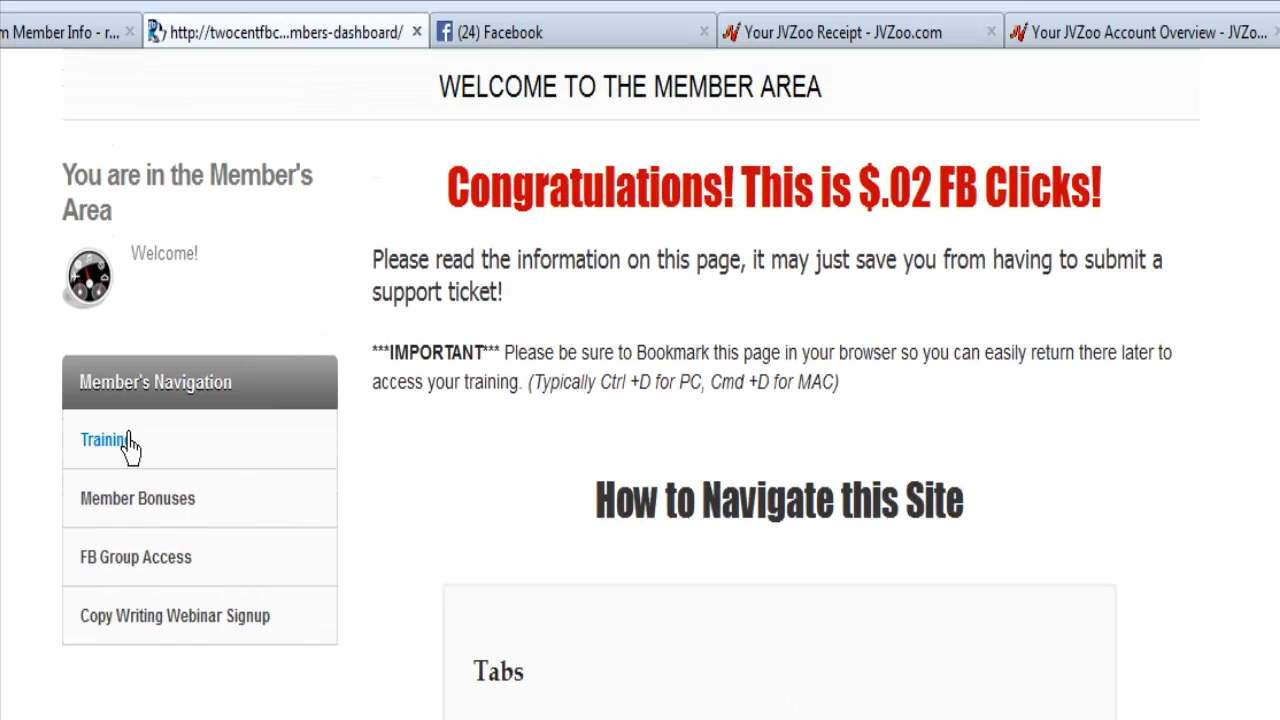 m Member Info - r...
http://twocentfbc...mbers-dashboard/
(24) Facebook
Your JVZoo Receipt - JVZoo.com
Your JVZoo Account Overview - JVZo...
WELCOME TO THE MEMBER AREA
You are in the Member's
Area
Welcome!
Member's Navigation
Training
Member Bonuses
FB Group Access
Copy Writing Webinar Signup
Congratulations! This is $.02 FB Clicks!
Please read the information on this page, it may just save you from having to submit a
support ticket!
***IMPORTANT*** Please be sure to Bookmark this page in your browser so you can easily return there later to
access your training. (Typically Ctrl +D for PC, Cmd +D for MAC)
How to Navigate this Site
Tabs